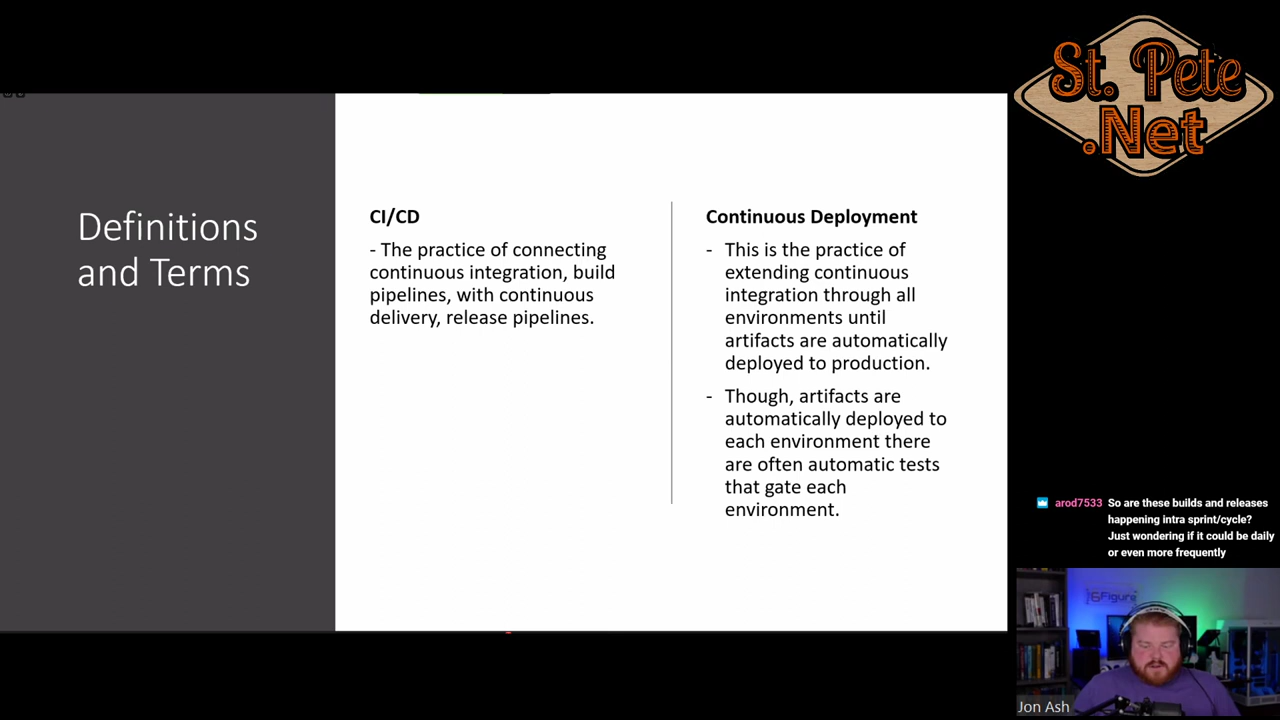 St. Pete
.Net
Definitions
and Terms
CI/CD
- The practice of connecting
continuous integration, build
pipelines, with continuous
delivery, release pipelines.
Continuous Deployment
- This is the practice of
extending continuous
integration through all
environments until
artifacts are automatically
deployed to production.
- Though, artifacts are
automatically deployed to
each environment there
are often automatic tests
that gate each
environment.
arod7533 So are these builds and releases
happening intra sprint/cycle?
Just wondering if it could be daily
or even more frequently
6Figure
Jon Ash